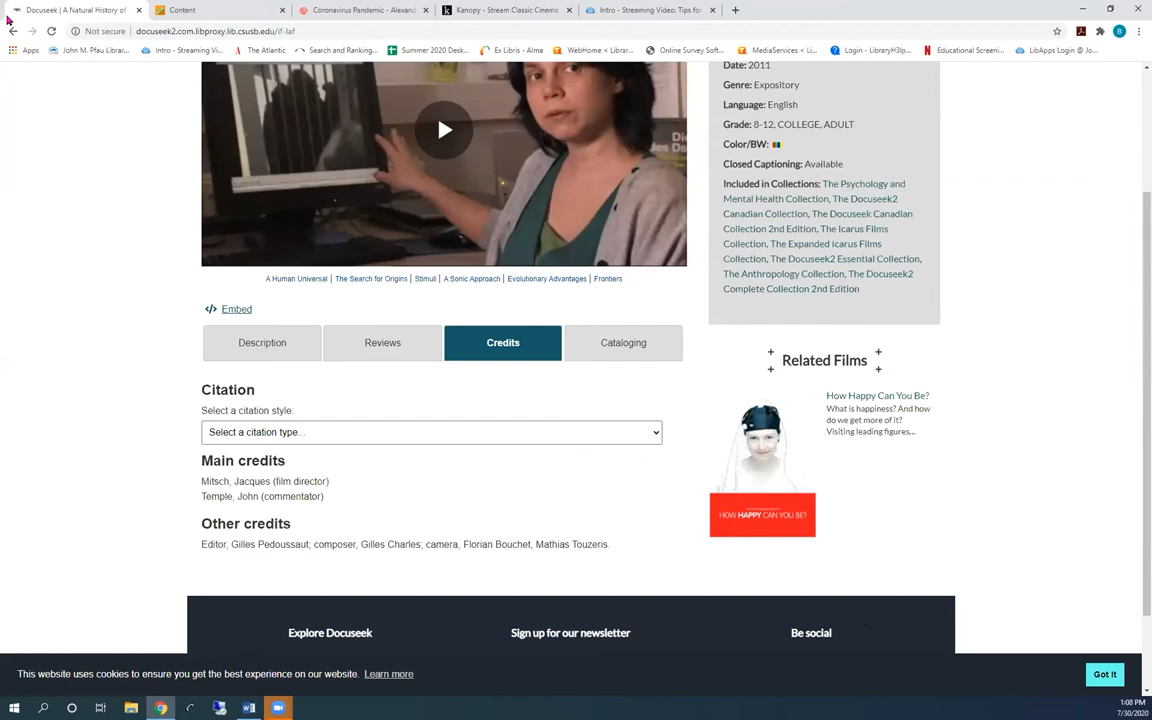 Docuseek | A Natural History of
Content
Coronavirus Pandemic - Alexand
Kanopy - Stream Classic Cinema,
Intro - Streaming Video: Tips for
Not secure
docuseek2.com.libproxy.lib.csusb.edu/if-laf
B
Apps
John M. Pfau Librar...
Intro - Streaming Vi...
The Atlantic
Search and Ranking...
Summer 2020 Desk...
Ex Libris - Alma
WebHome < Li...
Online Survey Soft...
MediaServices < Li...
Login - LibraryH3lp...
Educational Screeni...
LibApps Login @ Jo...
Date: 2011
Genre: Expository
Language: English
Grade: 8-12, COLLEGE, ADULT
Color/BW:
Closed Captioning: Available
Included in Collections: The Psychology and
Mental Health Collection, The Docuseek2
Canadian Collection, The Docuseek Canadian
Collection 2nd Edition, The Icarus Films
Collection, The Expanded Icarus Films
Collection, The Docuseek2 Essential Collection,
The Anthropology Collection, The Docuseek2
Complete Collection 2nd Edition
A Human Universal | The Search for Origins | Stimuli | A Sonic Approach | Evolutionary Advantages | Frontiers
Embed
Description
Reviews
Credits
Cataloging
Citation
Select a citation style:
Select a citation type...
Main credits
Mitsch, Jacques (film director)
Temple, John (commentator)
Other credits
Editor, Gilles Pedoussaut; composer, Gilles Charles; camera, Florian Bouchet, Mathias Touzeris.
Related Films
How Happy Can You Be?
What is happiness? And how
do we get more of it?
Visiting leading figures...
HOW HAPPY CAN YOU BE?
Explore Docuseek
Sign up for our newsletter
Be social
This website uses cookies to ensure you get the best experience on our website. Learn more
Got It
1:08 PM
7/30/2020